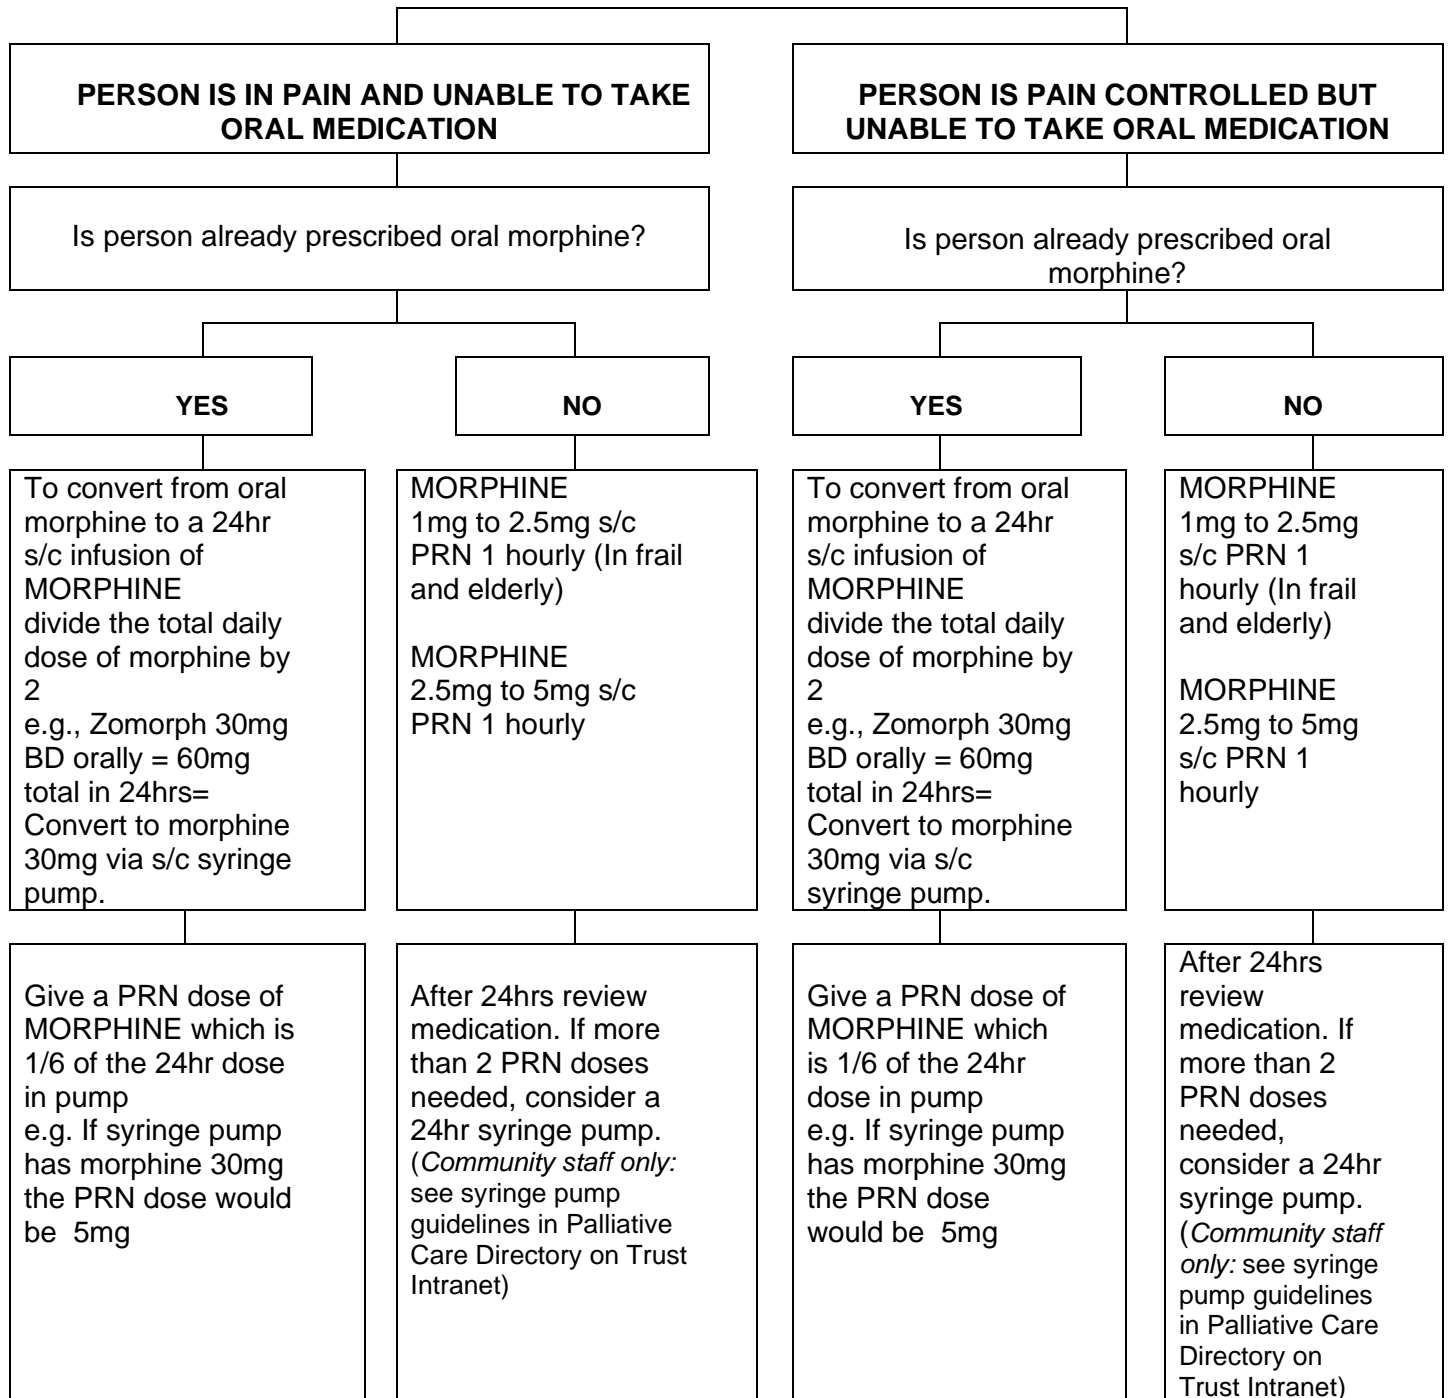 PERSON IS IN PAIN AND UNABLE TO TAKE
ORAL MEDICATION
PERSON IS PAIN CONTROLLED BUT
UNABLE TO TAKE ORAL MEDICATION
Is person already prescribed oral morphine?
Is person already prescribed oral
morphine?
YES
NO
YES
NO
To convert from oral
morphine to a 24hr
s/c infusion of
MORPHINE
divide the total daily
dose of morphine by
2
e.g., Zomorph 30mg
BD orally = 60mg
total in 24hrs=
Convert to morphine
30mg via s/c syringe
pump.
MORPHINE
1mg to 2.5mg s/c
PRN 1 hourly (In frail
and elderly)
MORPHINE
2.5mg to 5mg s/c
PRN 1 hourly
To convert from oral
morphine to a 24hr
s/c infusion of
MORPHINE
divide the total daily
dose of morphine by
2
e.g., Zomorph 30mg
BD orally = 60mg
total in 24hrs=
Convert to morphine
30mg via s/c
syringe pump.
MORPHINE
1mg to 2.5mg
s/c PRN 1
hourly (In frail
and elderly)
MORPHINE
2.5mg to 5mg
s/c PRN 1
hourly
Give a PRN dose of
MORPHINE which is
1/6 of the 24hr dose
in pump
e.g. If syringe pump
has morphine 30mg
the PRN dose would
be 5mg
After 24hrs review
medication. If more
than 2 PRN doses
needed, consider a
24hr syringe pump.
(Community staff only:
see syringe pump
guidelines in Palliative
Care Directory on Trust
Intranet)
Give a PRN dose of
MORPHINE which
is 1/6 of the 24hr
dose in pump
e.g. If syringe pump
has morphine 30mg
the PRN dose
would be 5mg
After 24hrs
review
medication. If
more than 2
PRN doses
needed,
consider a 24hr
syringe pump.
(Community staff
only: see syringe
pump guidelines
in Palliative Care
Directory on
Trust Intranet)